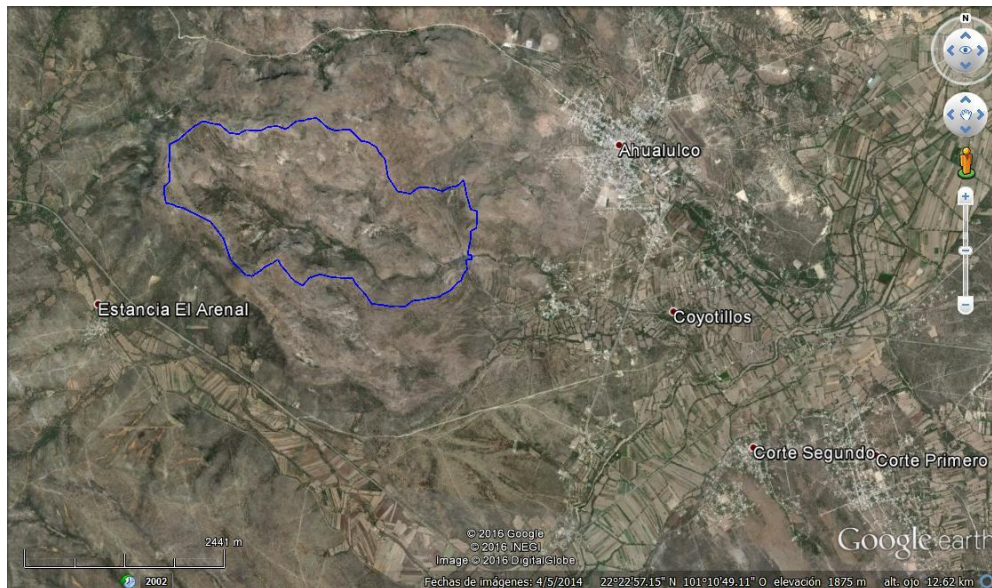 N
Ahualulco
Estancia El Arenal
Coyotillos
Corte Segundo
Corte Primero
© 2016 Google
© 2016 INEGI
Image © 2016 DigitalGlobe
Google earth
2441 m
2002
Fechas de imágenes: 4/5/2014 22°22'57.15" N 101°10'49.11" O elevación 1875 m alt. ojo 12.62 km